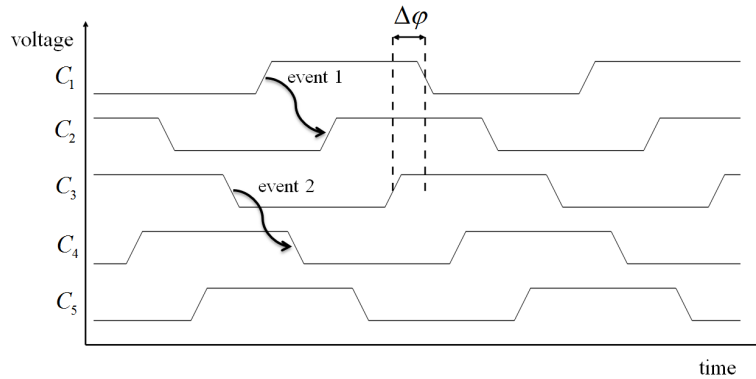 Δφ
voltage
C₁
event 1
C₂
C₃
event 2
C₄
C₅
time